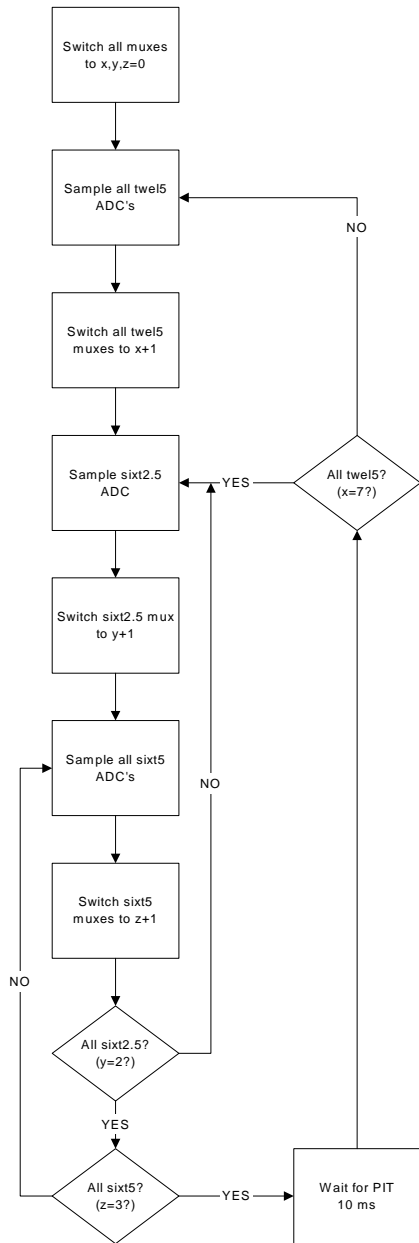 Switch all muxes
to x,y,z=0
Sample all twel5
ADC's
NO
Switch all twel5
muxes to x+1
Sample sixt2.5
ADC
YES
All twel5?
(x=7?)
Switch sixt2.5 mux
to y+1
Sample all sixt5
ADC's
NO
Switch sixt5
muxes to z+1
NO
All sixt2.5?
(y=2?)
YES
All sixt5?
(z=3?)
YES
Wait for PIT
10 ms